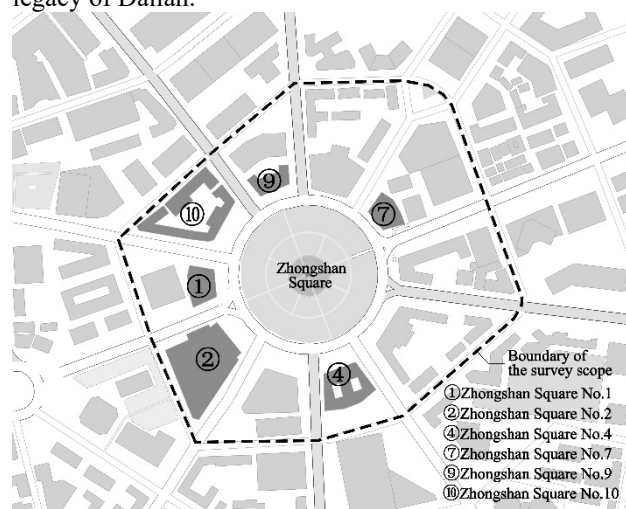 legacy of Dalian.
⑨
⑩
⑦
Zhongshan
Square
①
②
④
Boundary of
the survey scope
①Zhongshan Square No.1
②Zhongshan Square No.2
④Zhongshan Square No.4
⑦Zhongshan Square No.7
⑨Zhongshan Square No.9
⑩Zhongshan Square No.10